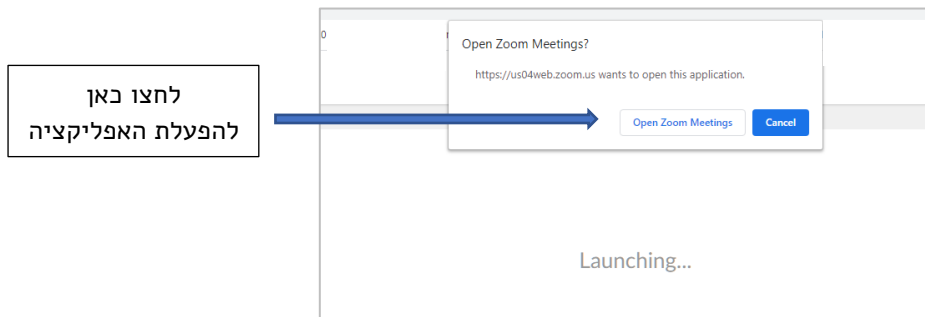 Open Zoom Meetings?
https://us04web.zoom.us wants to open this application.
Open Zoom Meetings
Cancel
לחצו כאן
להפעלת האפליקציה
Launching...